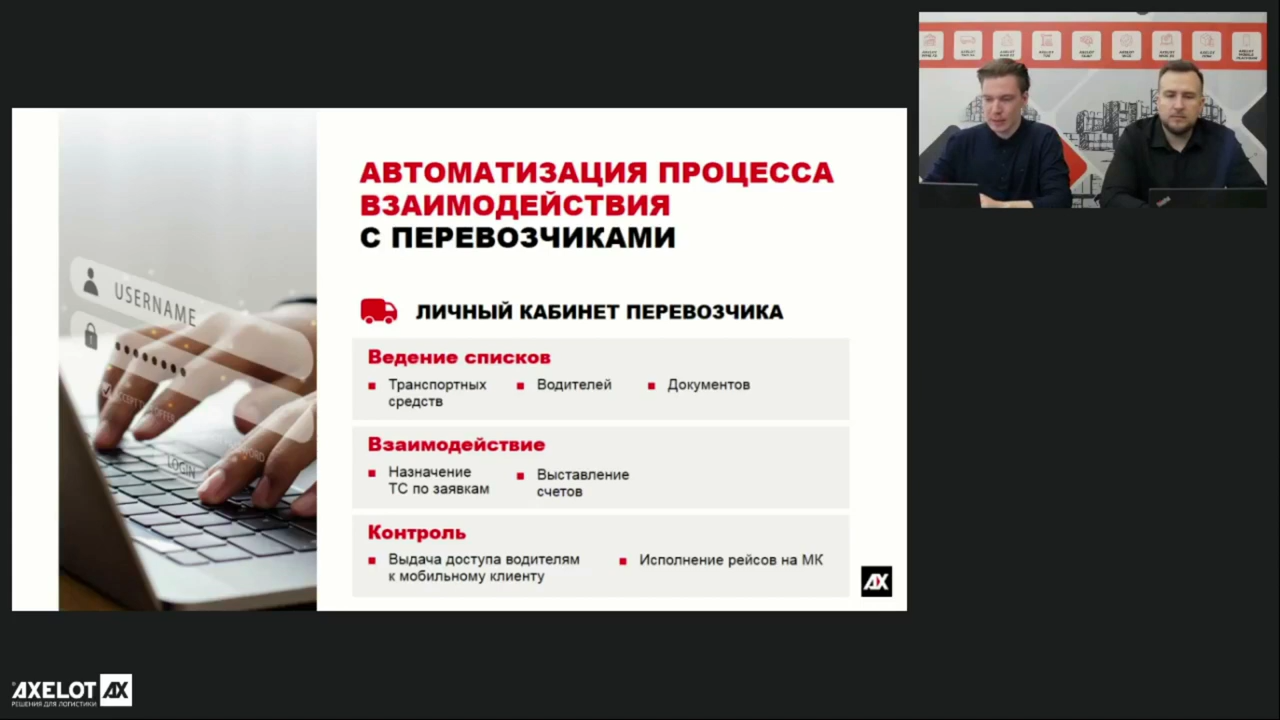 АВТОМАТИЗАЦИЯ ПРОЦЕССА
ВЗАИМОДЕЙСТВИЯ
С ПЕРЕВОЗЧИКАМИ
USERNAME
LOGIN
ЛИЧНЫЙ КАБИНЕТ ПЕРЕВОЗЧИКА
Ведение списков
Транспортных
средств
Водителей
Документов
Взаимодействие
Назначение
ТС по заявкам
Выставление
счетов
Контроль
Выдача доступа водителям
к мобильному клиенту
Исполнение рейсов на МК
AX
AXELOT AX
РЕШЕНИЯ ДЛЯ ЛОГИСТИКИ